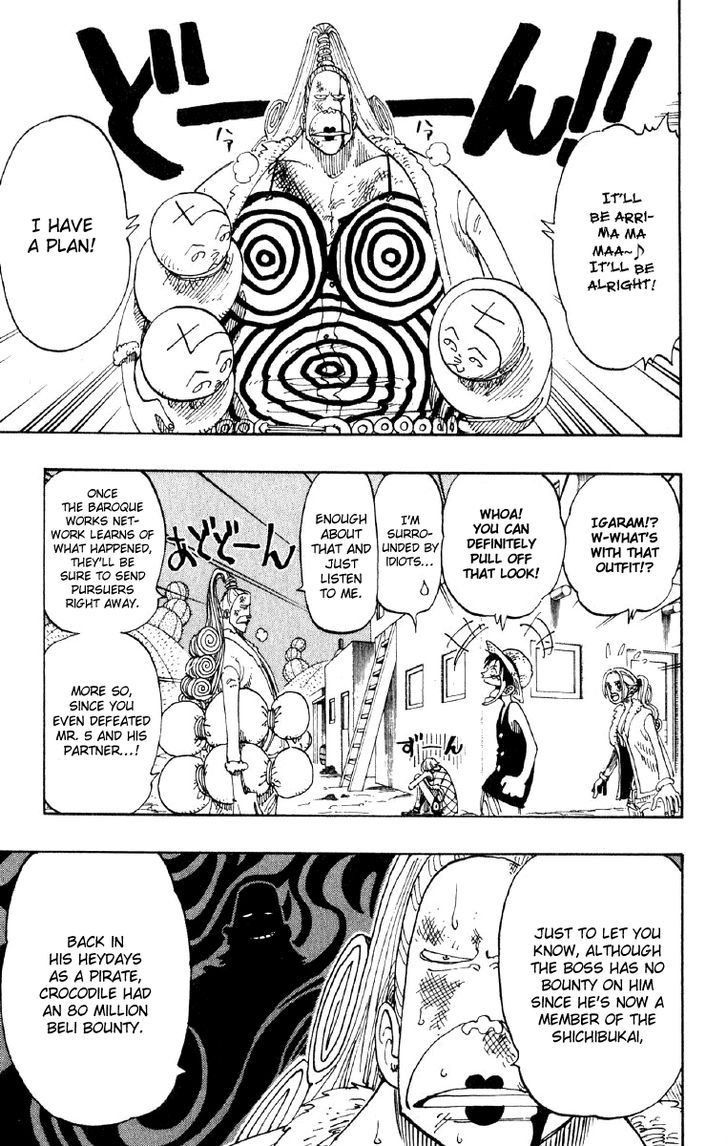 どーーん!!
ハァ
ハァ
IT'LL
BE ARRI-
MA MA
MAA~♪
IT'LL BE
ALRIGHT!
I HAVE
A PLAN!
IGARAM!?
W-WHAT'S
WITH THAT
OUTFIT!?
WHOA!
YOU CAN
DEFINITELY
PULL OFF
THAT LOOK!
I'M
SURRO-
UNDED BY
IDIOTS...
ずーーん
ENOUGH
ABOUT
THAT AND
JUST
LISTEN
TO ME.
ONCE
THE BAROQUE
WORKS NET-
WORK LEARNS OF
WHAT HAPPENED,
THEY'LL BE
SURE TO SEND
PURSUERS
RIGHT AWAY.
MORE SO,
SINCE YOU
EVEN DEFEATED
MR. 5 AND HIS
PARTNER...!
JUST TO LET YOU
KNOW, ALTHOUGH
THE BOSS HAS NO
BOUNTY ON HIM
SINCE HE'S NOW A
MEMBER OF THE
SHICHIBUKAI,
BACK IN
HIS HEYDAYS
AS A PIRATE,
CROCODILE HAD
AN 80 MILLION
BELI BOUNTY.